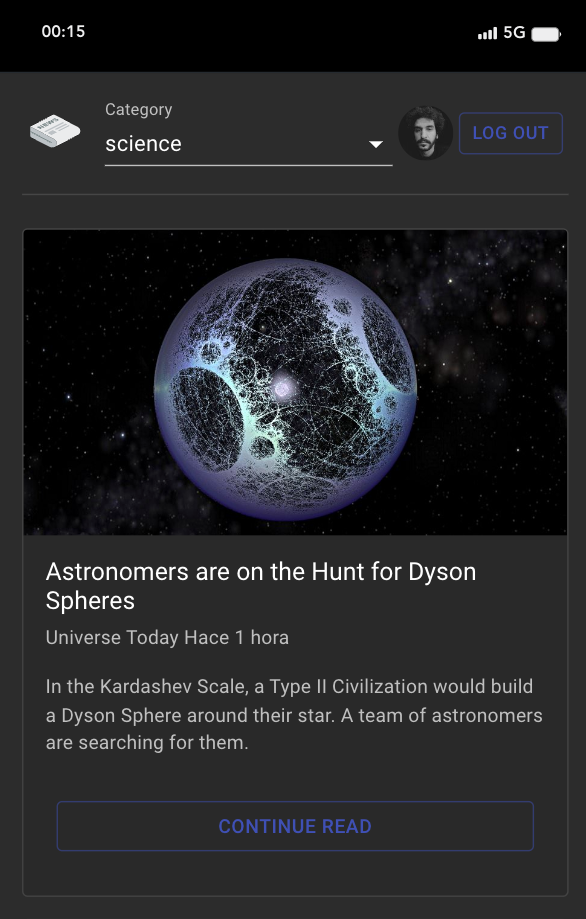 00:15
5G
Category
NEWS
science
LOG OUT
Astronomers are on the Hunt for Dyson
Spheres
Universe Today Hace 1 hora
In the Kardashev Scale, a Type II Civilization would build
a Dyson Sphere around their star. A team of astronomers
are searching for them.
CONTINUE READ